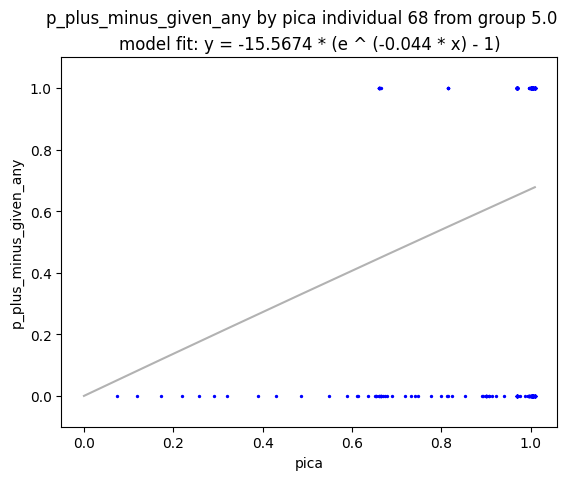 p_plus_minus_given_any by pica individual 68 from group 5.0
model fit: y = -15.5674 * (e ^ (-0.044 * x) - 1)
1.0
0.8
0.6
0.4
0.2
0.0
p_plus_minus_given_any
0.0 0.2 0.4 0.6 0.8 1.0
pica